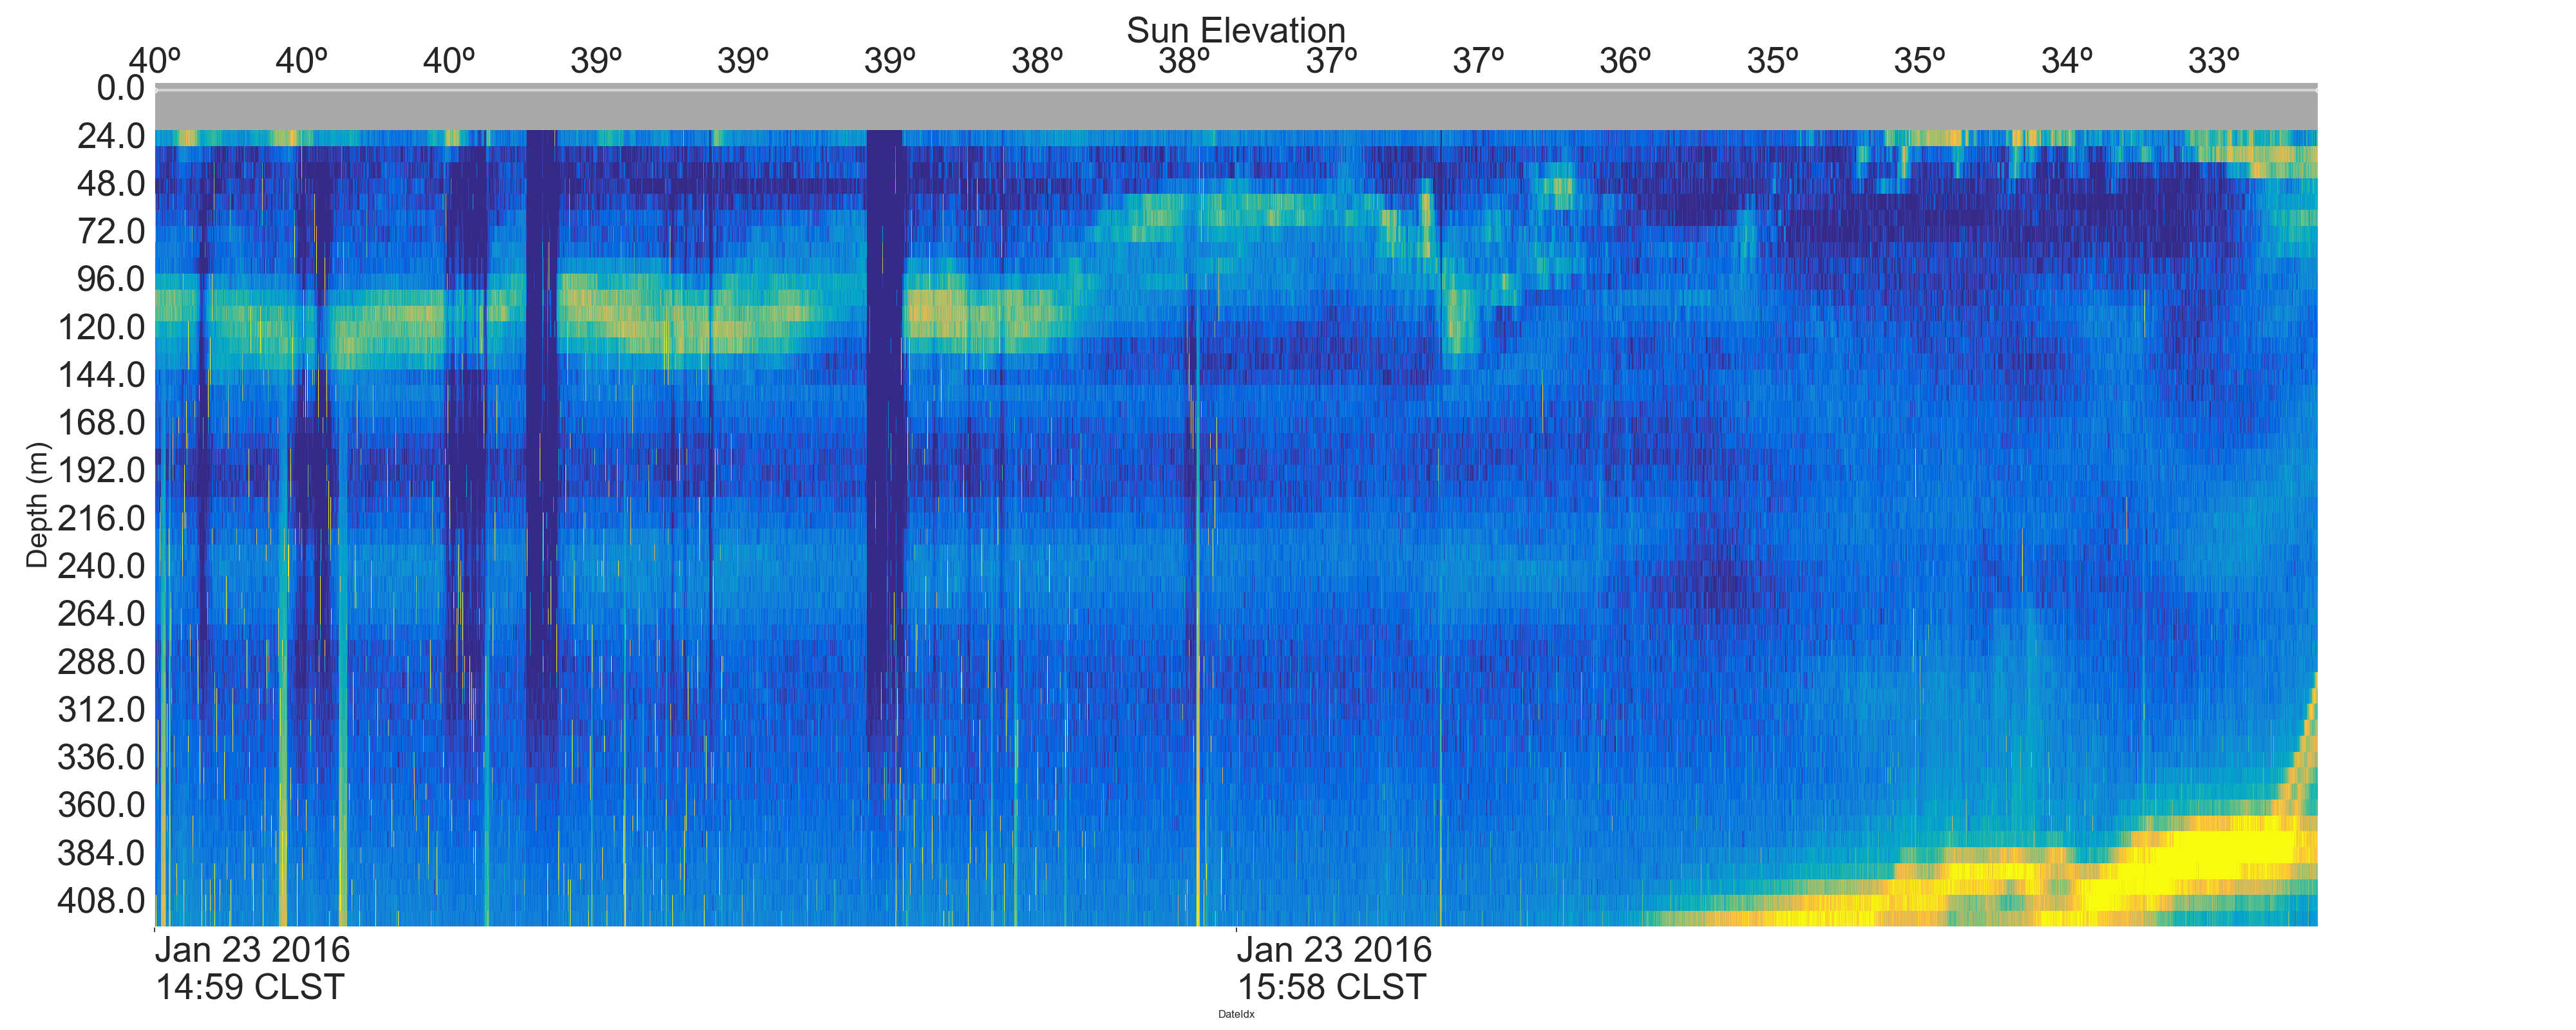 Sun Elevation
40º 40º 40º 39º 39º 39º 38º 38º 37º 37º 36º 35º 35º 34º 33º
0.0
24.0
48.0
72.0
96.0
120.0
144.0
168.0
192.0
216.0
240.0
264.0
288.0
312.0
336.0
360.0
384.0
408.0
Depth (m)
Jan 23 2016
14:59 CLST
Jan 23 2016
15:58 CLST
DateIdx